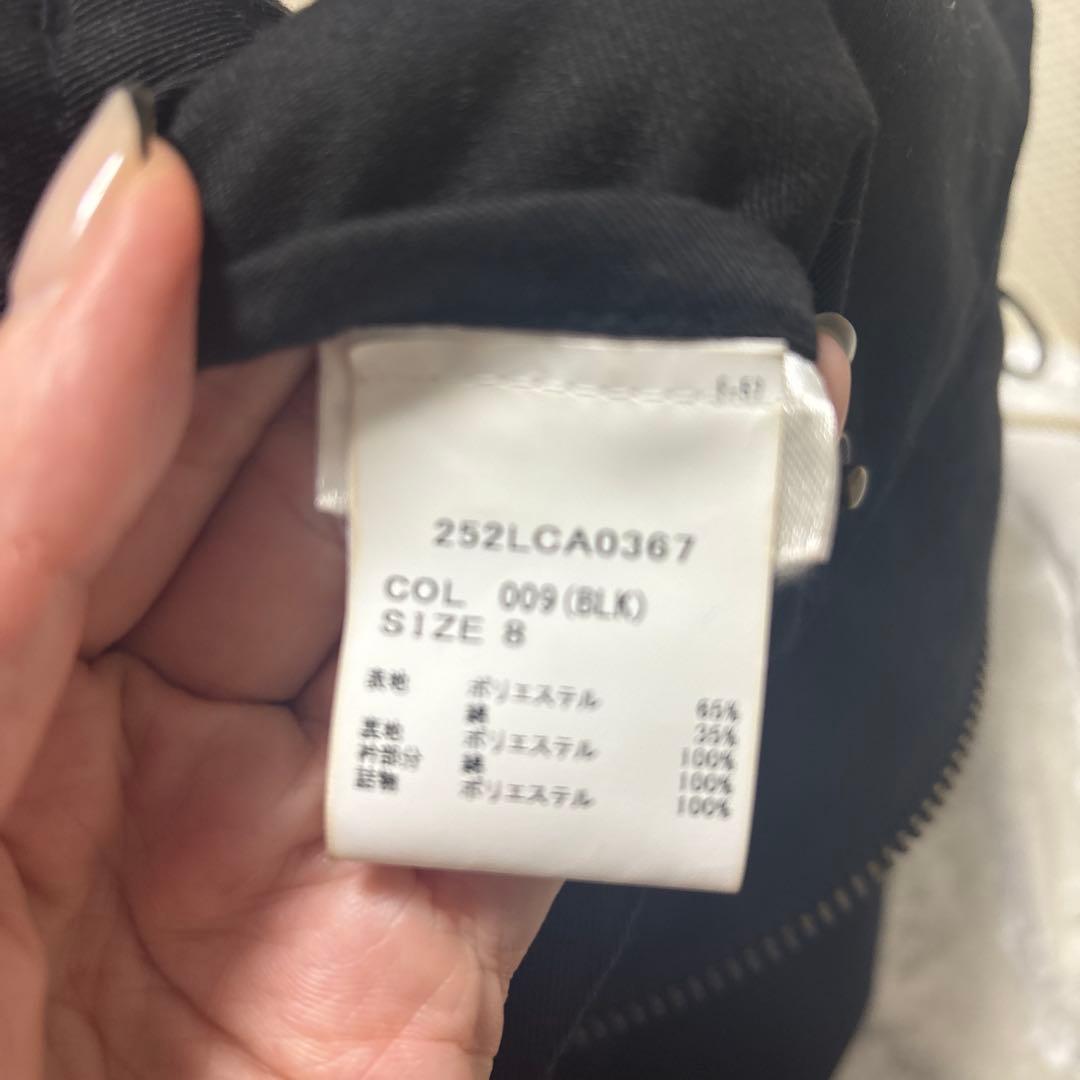 252LCA0367
COL 009(BLK)
SIZE 8
表地 ポリエステル 65%
綿 35%
裏地 ポリエステル 100%
衿部分 綿 100%
詰物 ポリエステル 100%